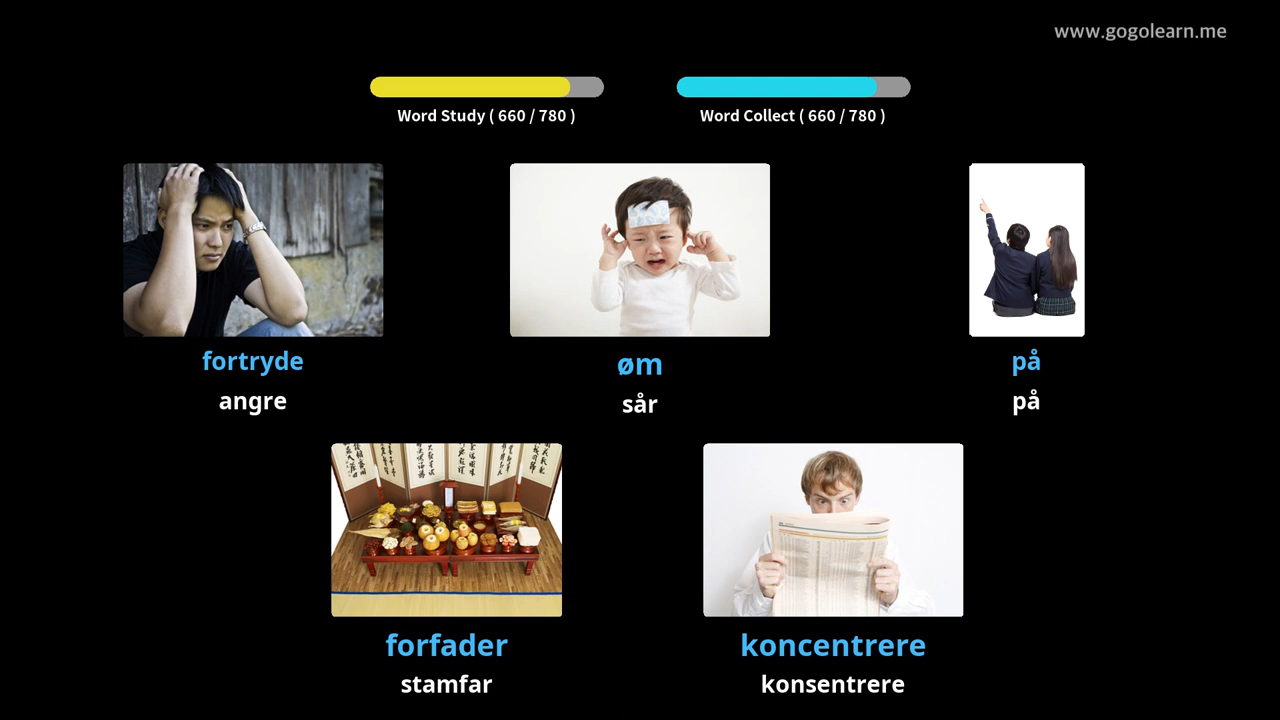 www.gogolearn.me
Word Study ( 660 / 780 )
Word Collect ( 660 / 780 )
fortryde
angre
øm
sår
på
på
forfader
stamfar
koncentrere
konsentrere